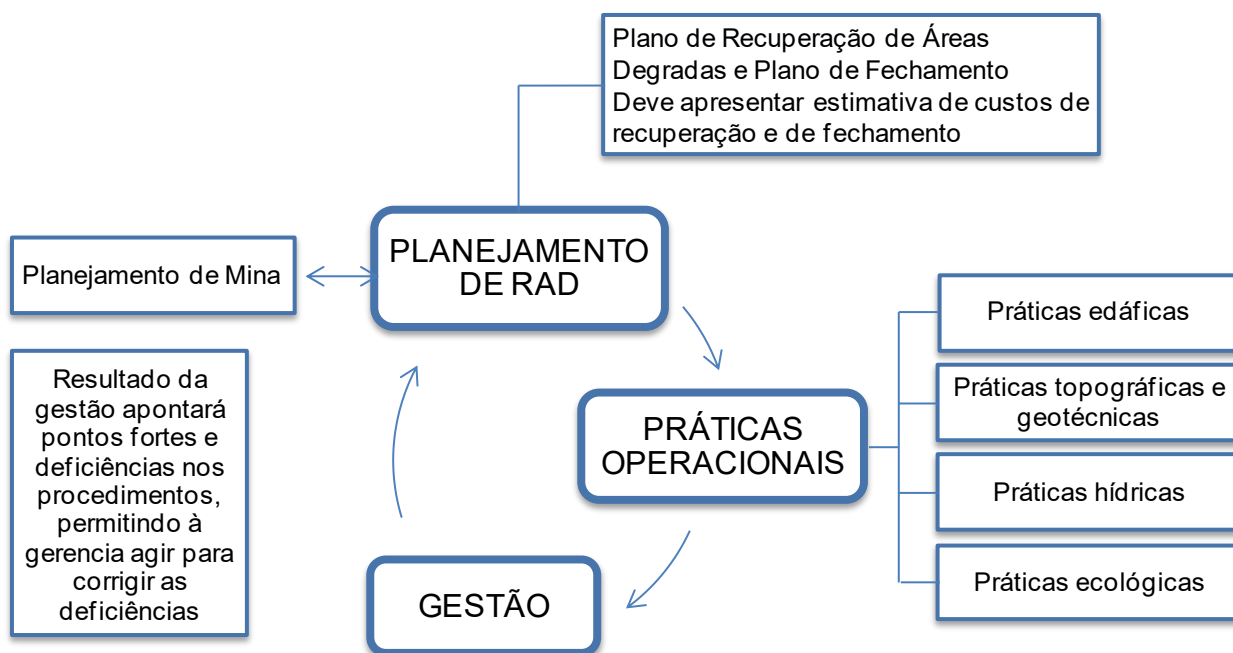 Plano de Recuperação de Áreas
Degradas e Plano de Fechamento
Deve apresentar estimativa de custos de
recuperação e de fechamento
PLANEJAMENTO
DE RAD
Planejamento de Mina
Resultado da
gestão apontará
pontos fortes e
deficiências nos
procedimentos,
permitindo à
gerencia agir para
corrigir as
deficiências
PRÁTICAS
OPERACIONAIS
Práticas edáficas
Práticas topográficas e
geotécnicas
Práticas hídricas
Práticas ecológicas
GESTÃO